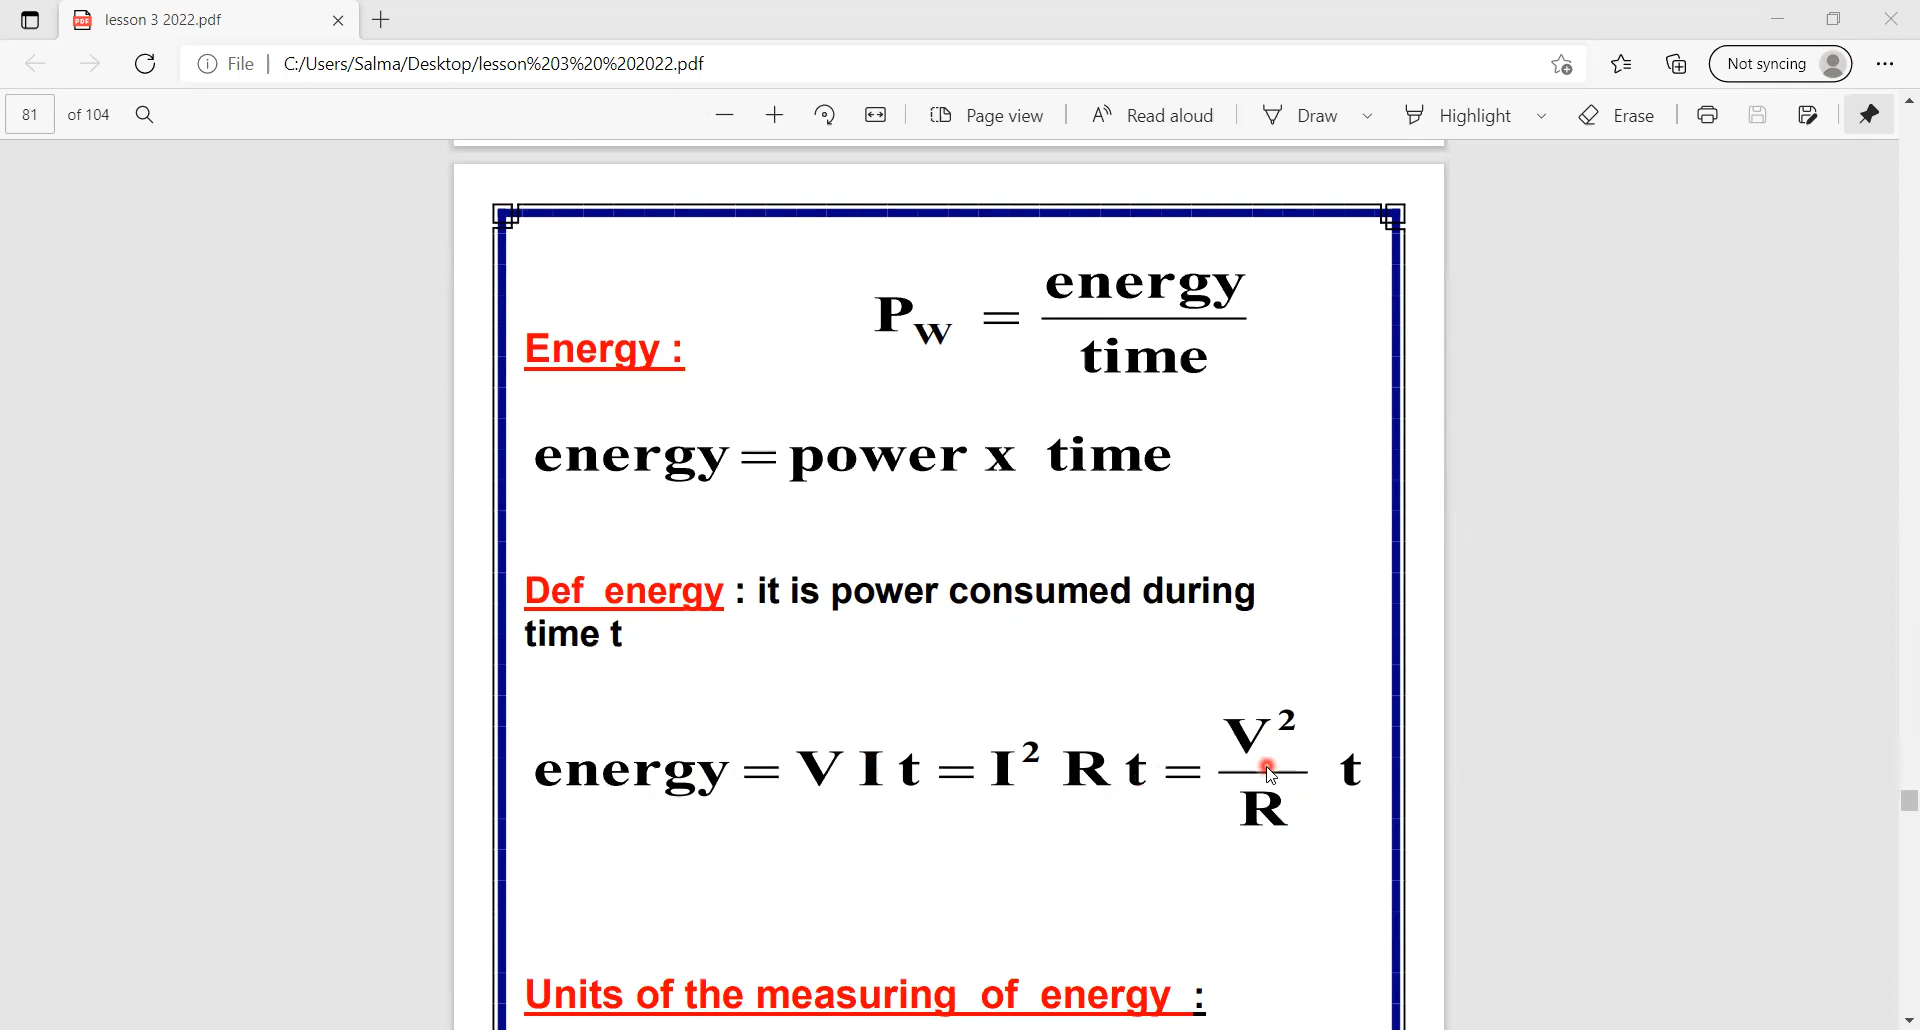 lesson 3 2022.pdf
File | C:/Users/Salma/Desktop/lesson%203%20%202022.pdf
Not syncing
81 of 104
Page view
Read aloud
Draw
Highlight
Erase
P_W = energy / time
Energy :
energy = power x time
Def energy : it is power consumed during
time t
energy = V I t = I² R t = V² / R t
Units of the measuring of energy :